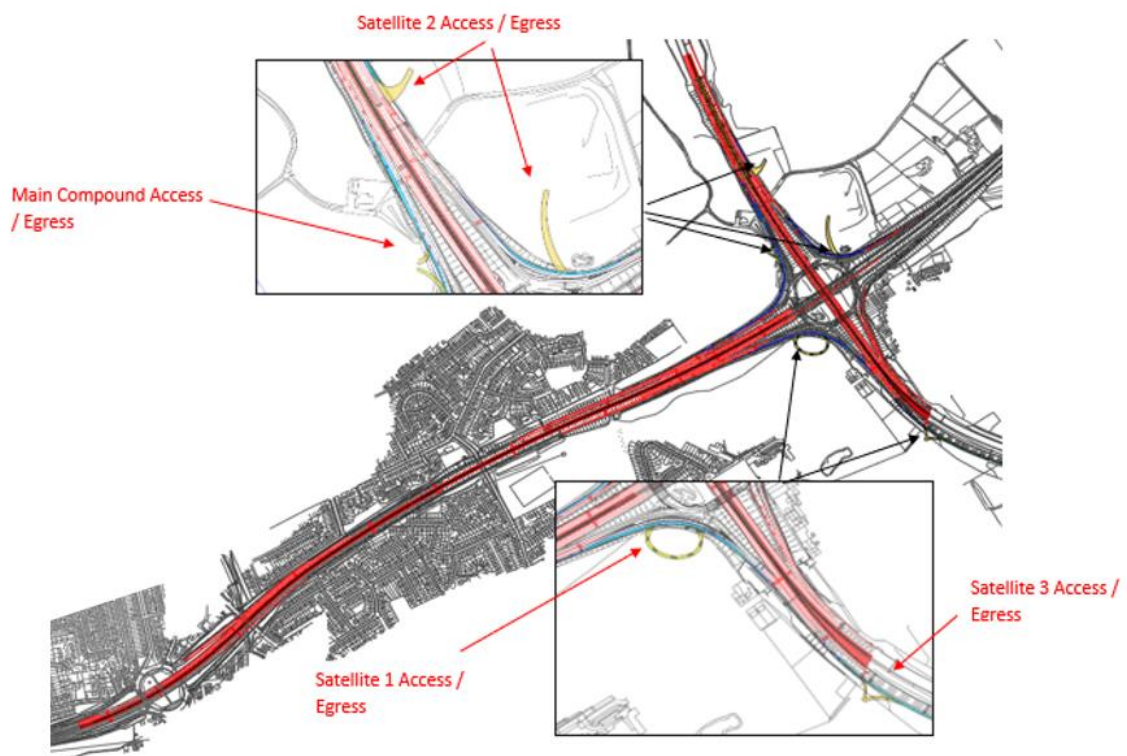 Satellite 2 Access / Egress
Main Compound Access
/ Egress
Satellite 3 Access /
Egress
Satellite 1 Access /
Egress